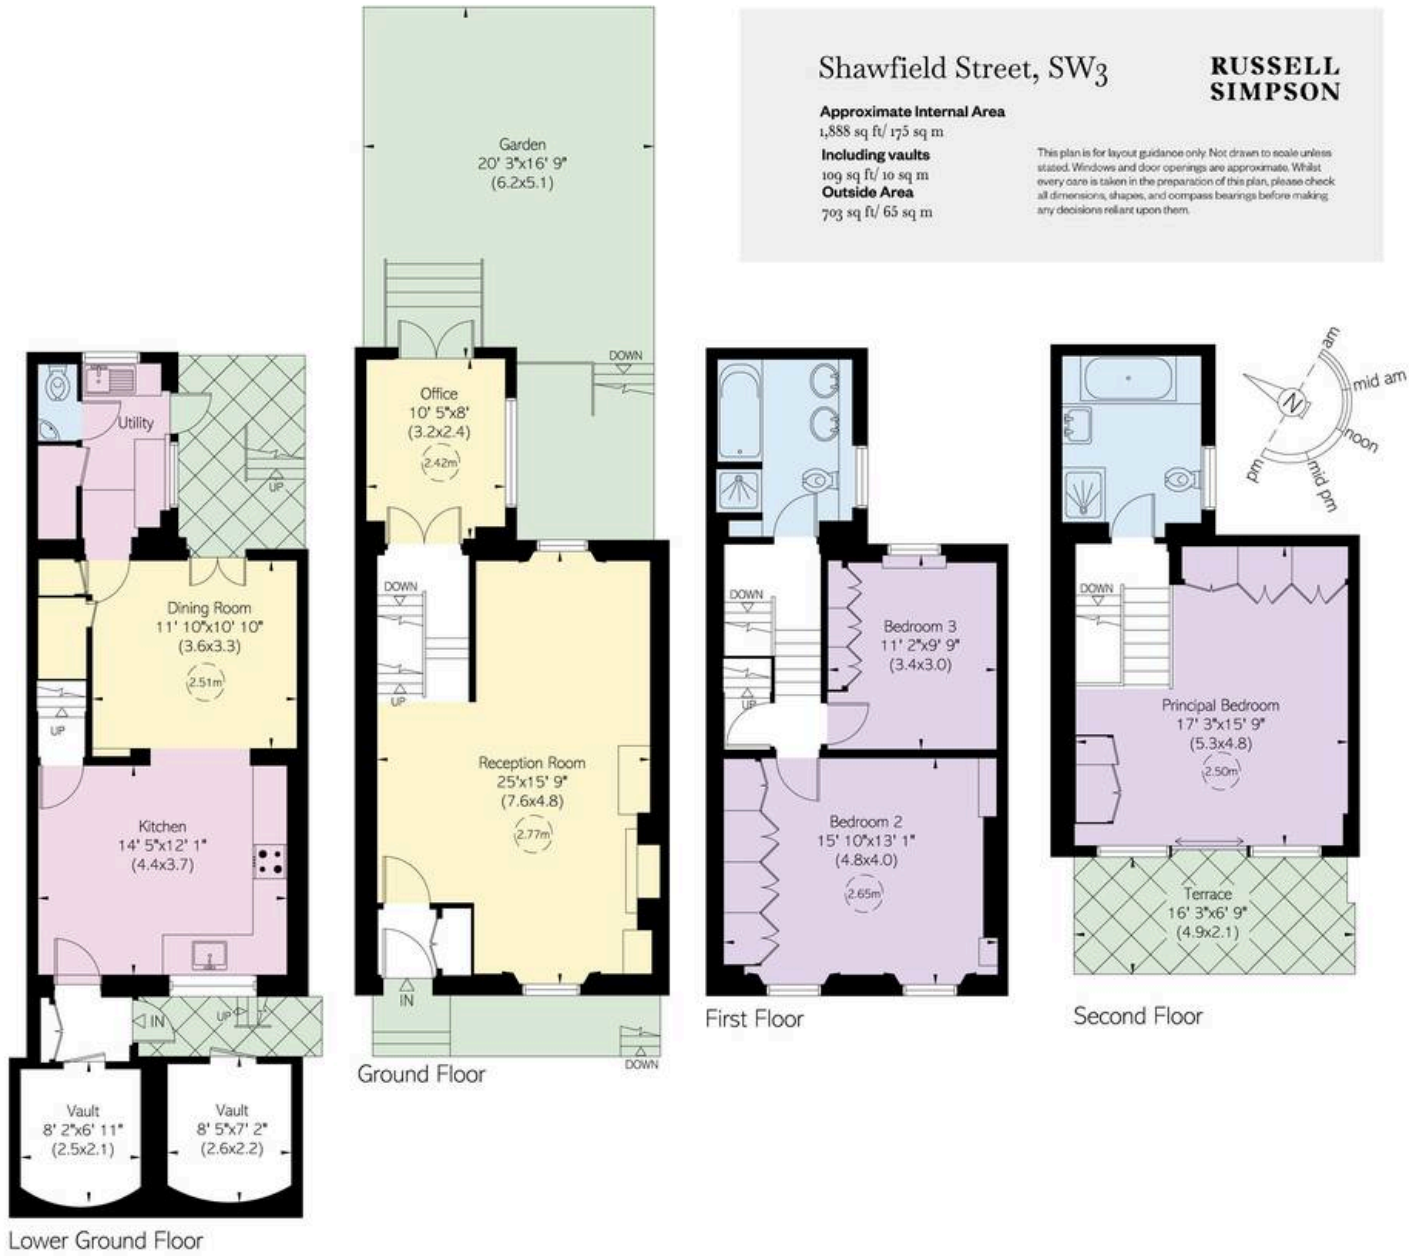 Shawfield Street, SW3
RUSSELL
SIMPSON
Approximate Internal Area
1,888 sq ft/ 175 sq m
Including vaults
109 sq ft/ 10 sq m
Outside Area
703 sq ft/ 65 sq m
This plan is for layout guidance only. Not drawn to scale unless
stated. Windows and door openings are approximate. Whilst
every care is taken in the preparation of this plan, please check
all dimensions, shapes, and compass bearings before making
any decisions reliant upon them.
am
mid am
N
noon
mid pm
pm
Utility
UP
Dining Room
11' 10"x10' 10"
(3.6x3.3)
2.51m
UP
Kitchen
14' 5"x12' 1"
(4.4x3.7)
IN
UP
Vault
8' 2"x6' 11"
(2.5x2.1)
Vault
8' 5"x7' 2"
(2.6x2.2)
Lower Ground Floor
Garden
20' 3"x16' 9"
(6.2x5.1)
DOWN
Office
10' 5"x8'
(3.2x2.4)
2.42m
DOWN
UP
Reception Room
25'x15' 9"
(7.6x4.8)
2.77m
IN
DOWN
Ground Floor
DOWN
UP
Bedroom 3
11' 2"x9' 9"
(3.4x3.0)
Bedroom 2
15' 10"x13' 1"
(4.8x4.0)
2.65m
First Floor
DOWN
Principal Bedroom
17' 3"x15' 9"
(5.3x4.8)
2.50m
Terrace
16' 3"x6' 9"
(4.9x2.1)
Second Floor